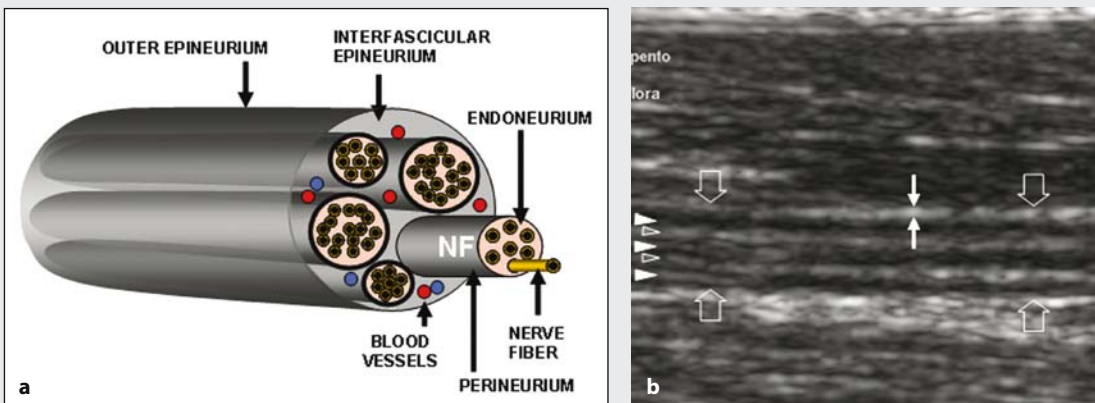 OUTER EPINEURIUM
INTERFASCICULAR
EPINEURIUM
ENDONEURIUM
NF
BLOOD
VESSELS
NERVE
FIBER
PERINEURIUM
a
pento
lora
b